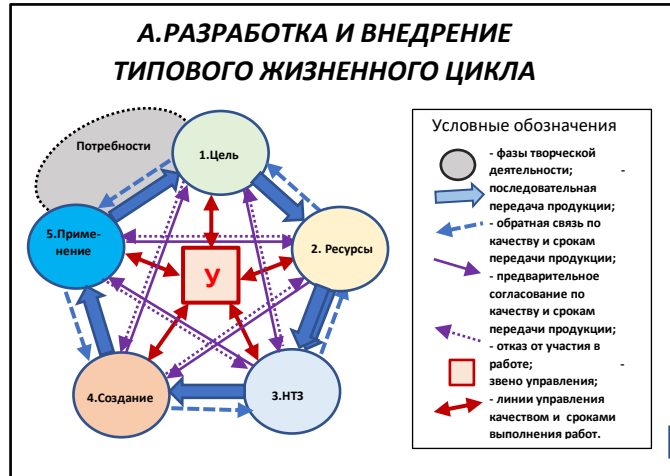 А.РАЗРАБОТКА И ВНЕДРЕНИЕ
ТИПОВОГО ЖИЗНЕННОГО ЦИКЛА
Потребности
1.Цель
5.Приме-
нение
2. Ресурсы
У
4.Создание
3.НТЗ
Условные обозначения
- фазы творческой
деятельности; -
последовательная
передача продукции;
- обратная связь по
качеству и срокам
передачи продукции;
- предварительное
согласование по
качеству и срокам
передачи продукции;
- отказ от участия в
работе; -
звено управления;
- линии управления
качеством и сроками
выполнения работ.